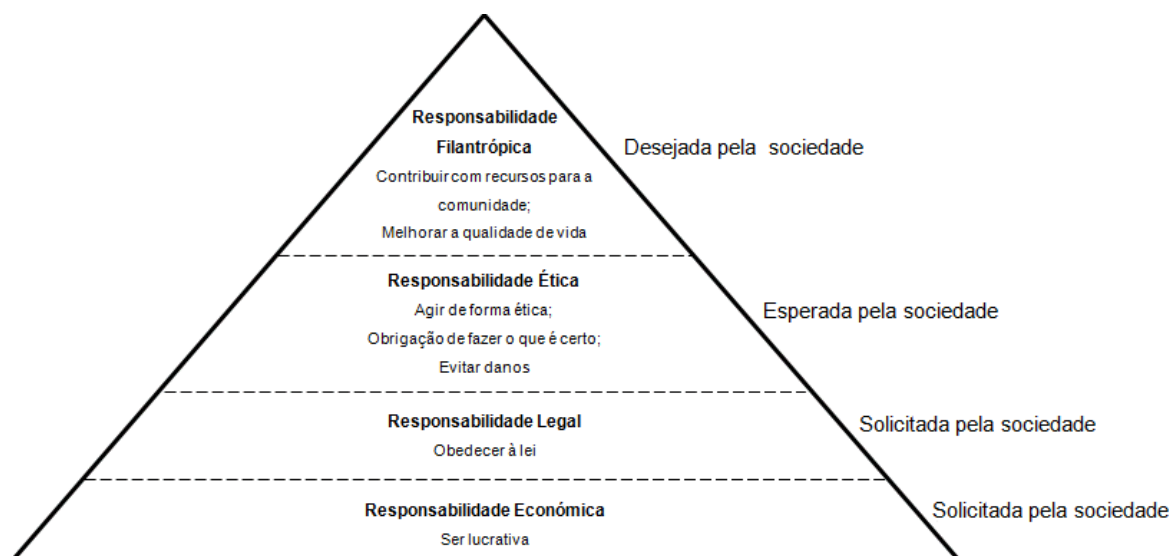 Responsabilidade
Filantrópica
Contribuir com recursos para a
comunidade;
Melhorar a qualidade de vida
Desejada pela sociedade
Responsabilidade Ética
Agir de forma ética;
Obrigação de fazer o que é certo;
Evitar danos
Esperada pela sociedade
Responsabilidade Legal
Obedecer à lei
Solicitada pela sociedade
Responsabilidade Económica
Ser lucrativa
Solicitada pela sociedade